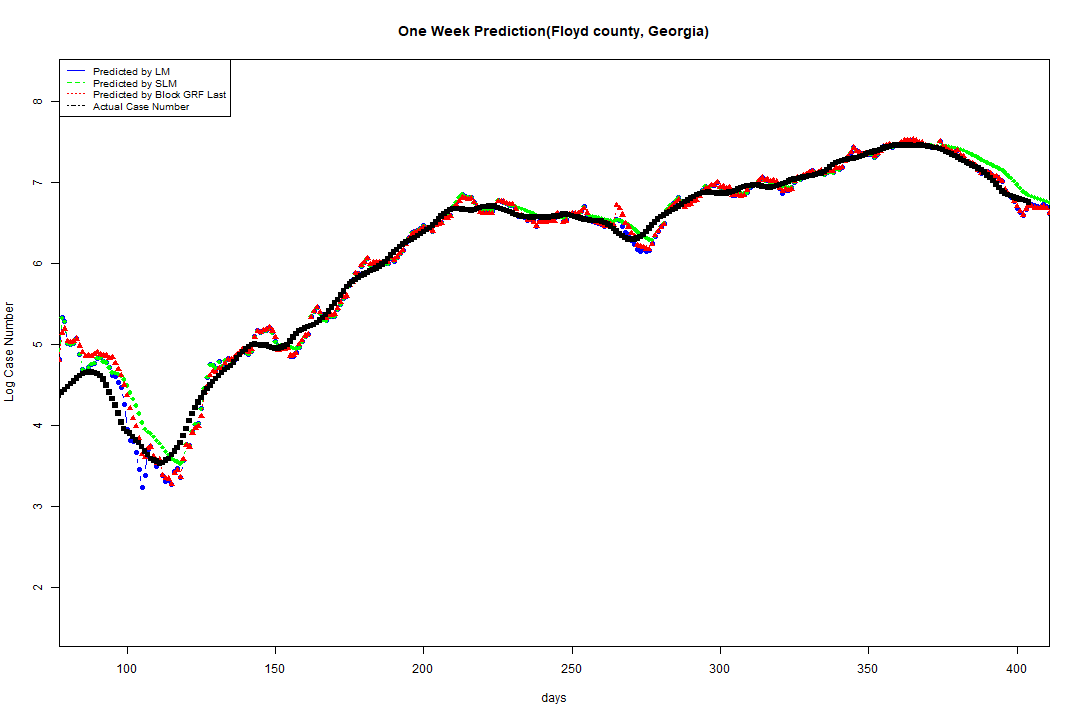 One Week Prediction(Floyd county, Georgia)
Predicted by LM
Predicted by SLM
Predicted by Block GRF Last
Actual Case Number
8
7
6
5
4
3
2
Log Case Number
100 150 200 250 300 350 400
days